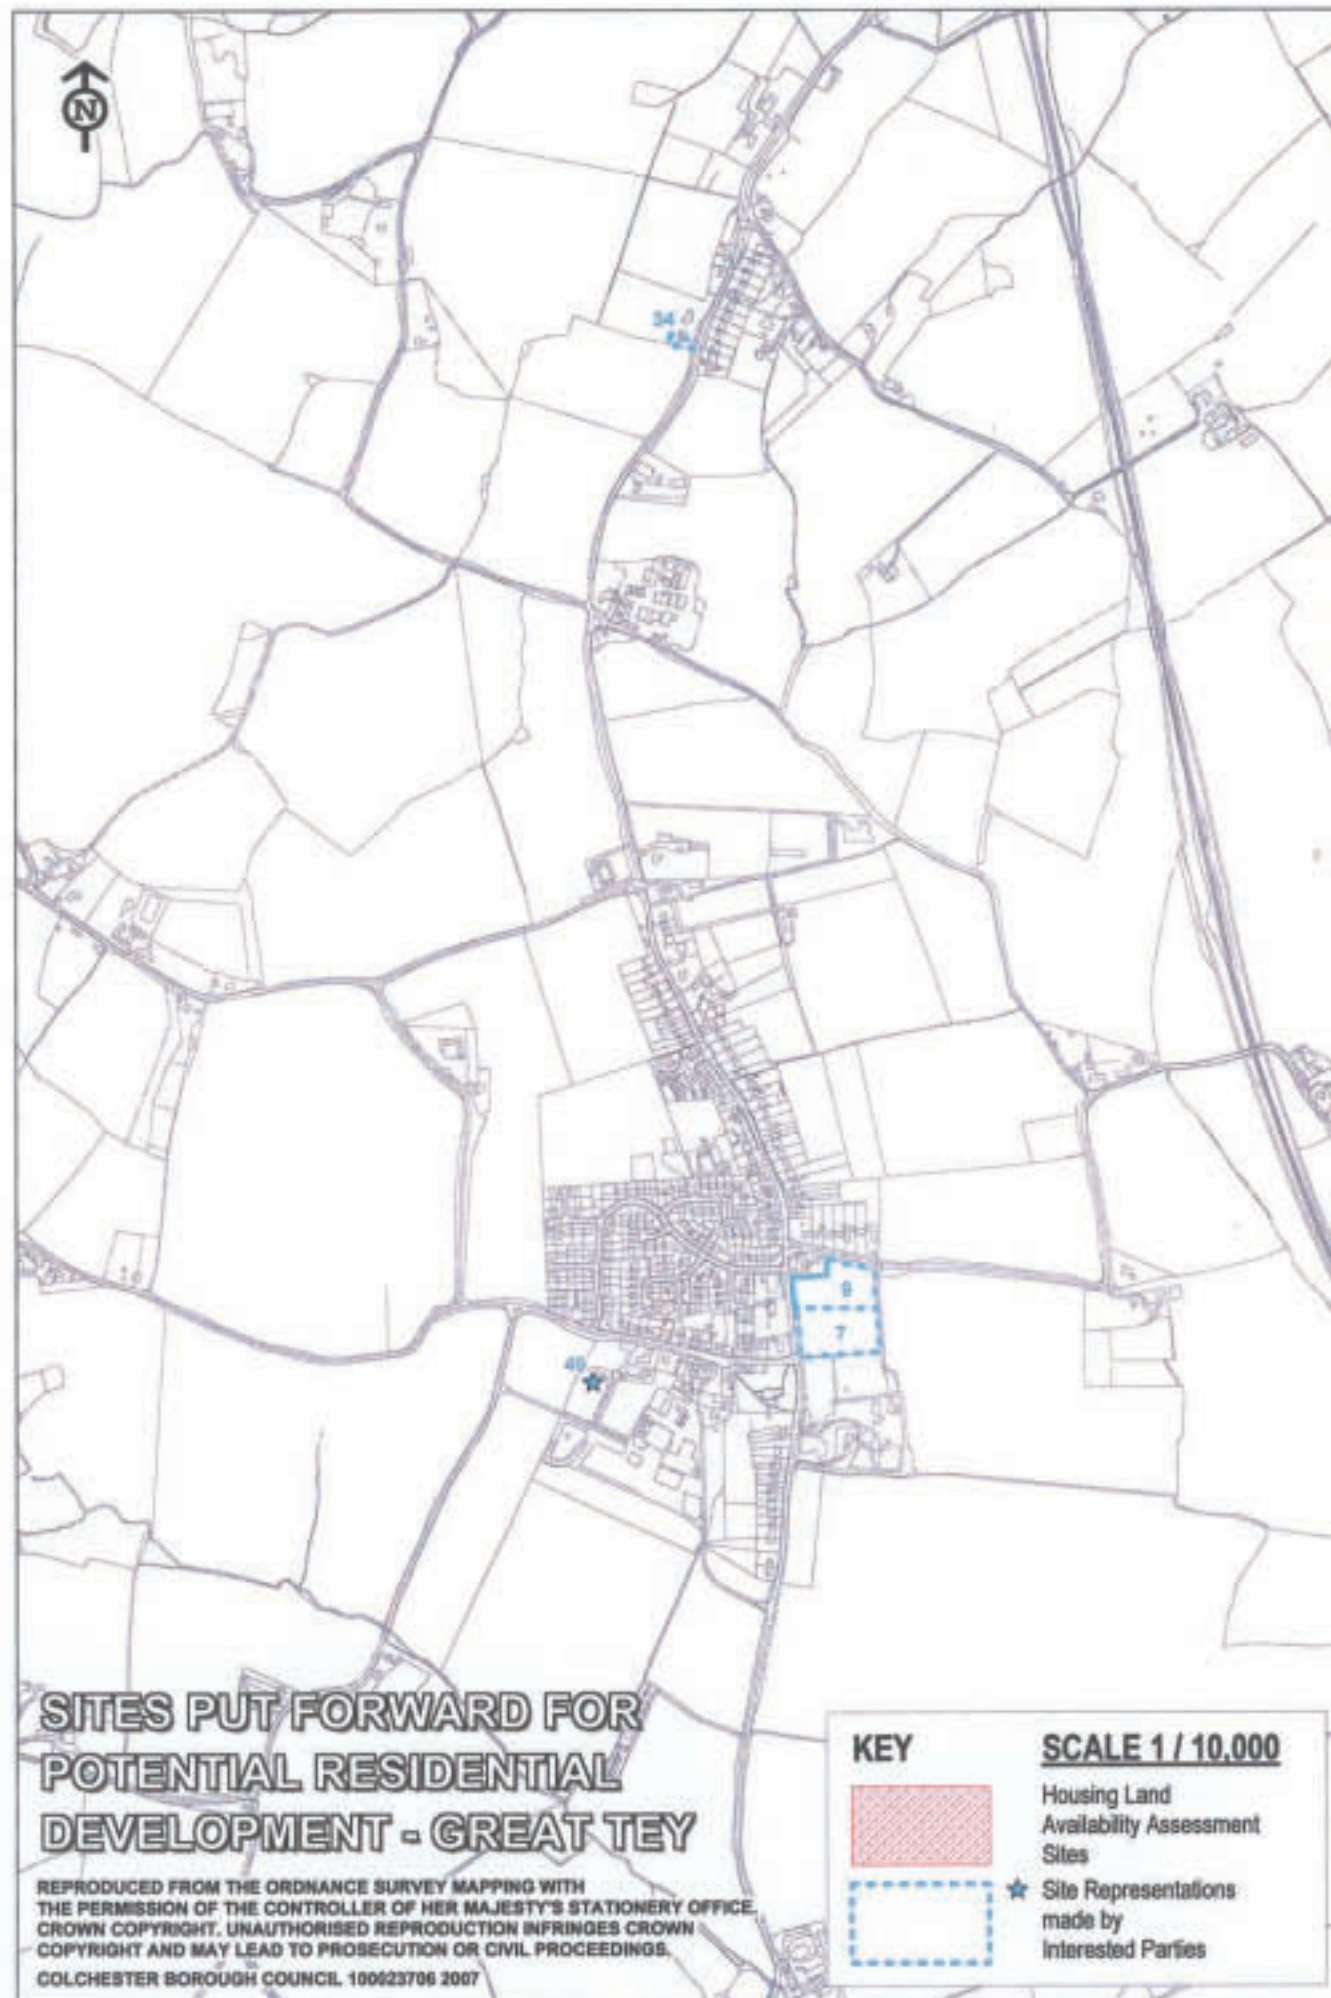 N
34
9
7
SITES PUT FORWARD FOR
POTENTIAL RESIDENTIAL
DEVELOPMENT - GREAT TEY
REPRODUCED FROM THE ORDNANCE SURVEY MAPPING WITH
THE PERMISSION OF THE CONTROLLER OF HER MAJESTY'S STATIONERY OFFICE.
CROWN COPYRIGHT. UNAUTHORISED REPRODUCTION INFRINGES CROWN
COPYRIGHT AND MAY LEAD TO PROSECUTION OR CIVIL PROCEEDINGS.
COLCHESTER BOROUGH COUNCIL 100023706 2007
KEY
SCALE 1 / 10,000
Housing Land
Availability Assessment
Sites
Site Representations
made by
Interested Parties